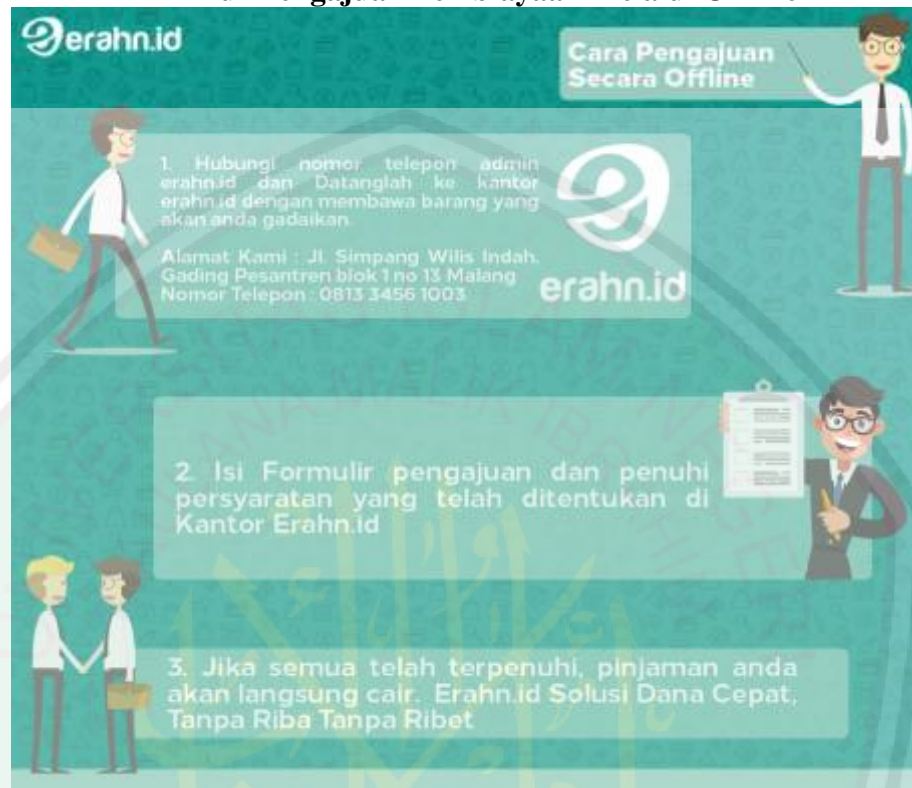 erahn.id
Cara Pengajuan
Secara Offline
1. Hubungi nomor telepon admin
erahn.id dan Datanglah ke kantor
erahn.id dengan membawa barang yang
akan anda gadaikan.
Alamat Kami : Jl. Simpang Wilis Indah.
Gading Pesantren blok 1 no 13 Malang
Nomor Telepon : 0813 3456 1003
erahn.id
2. Isi Formulir pengajuan dan penuhi
persyaratan yang telah ditentukan di
Kantor Erahn.id
3. Jika semua telah terpenuhi, pinjaman anda
akan langsung cair. Erahn.id Solusi Dana Cepat,
Tanpa Riba Tanpa Ribet